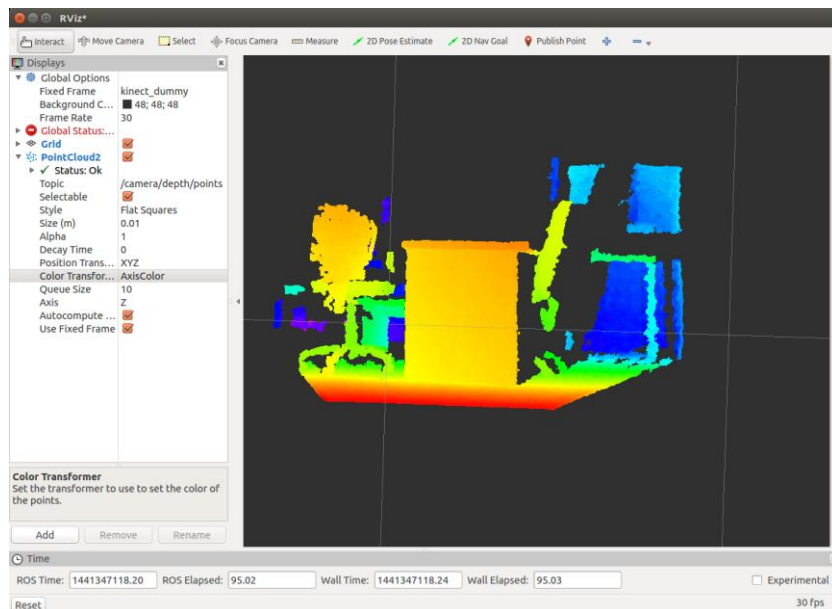 RViz*
Interact Move Camera Select Focus Camera Measure 2D Pose Estimate 2D Nav Goal Publish Point
Displays
Global Options
Fixed Frame kinect_dummy
Background C... 48; 48; 48
Frame Rate 30
Global Status:...
Grid
PointCloud2
Status: Ok
Topic /camera/depth/points
Selectable
Style Flat Squares
Size (m) 0.01
Alpha 1
Decay Time 0
Position Trans... XYZ
Color Transfor... AxisColor
Queue Size 10
Axis Z
Autocompute ...
Use Fixed Frame
Color Transformer
Set the transformer to use to set the color of
the points.
Add Remove Rename
Time
ROS Time: 1441347118.20 ROS Elapsed: 95.02 Wall Time: 1441347118.24 Wall Elapsed: 95.03 Experimental
Reset 30 fps